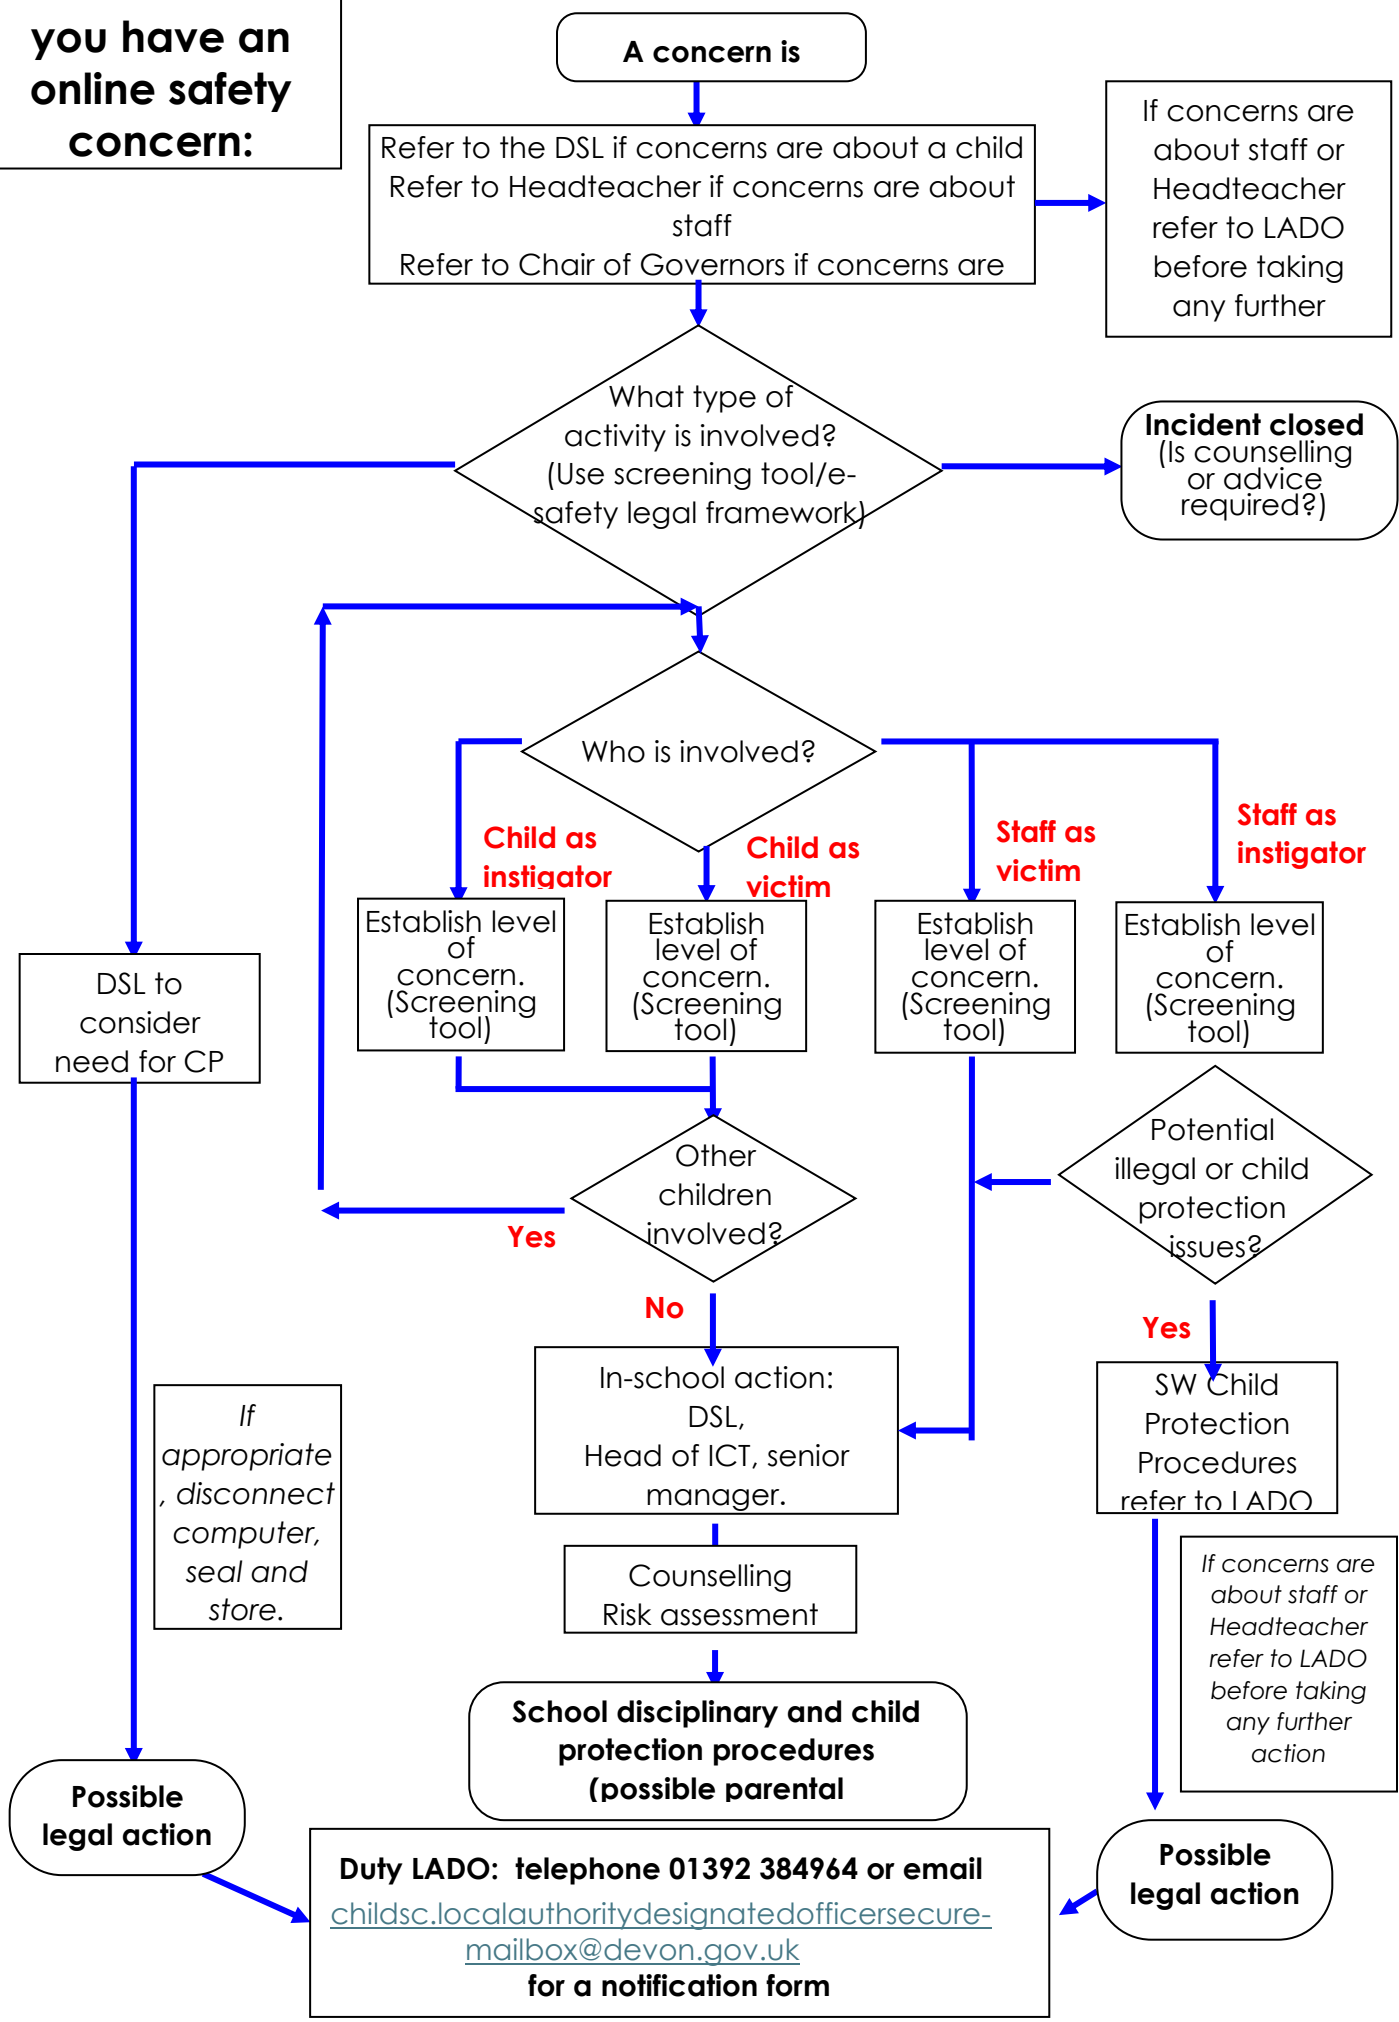 you have an
online safety
concern:
A concern is
Refer to the DSL if concerns are about a child
Refer to Headteacher if concerns are about
staff
Refer to Chair of Governors if concerns are
If concerns are
about staff or
Headteacher
refer to LADO
before taking
any further
What type of
activity is involved?
(Use screening tool/e-
safety legal framework)
Incident closed
(Is counselling
or advice
required?)
Who is involved?
Child as
instigator
Child as
victim
Staff as
victim
Staff as
instigator
Establish level
of
concern.
(Screening
tool)
Establish
level of
concern.
(Screening
tool)
Establish
level of
concern.
(Screening
tool)
Establish level
of
concern.
(Screening
tool)
DSL to
consider
need for CP
Other
children
involved?
Potential
illegal or child
protection
issues?
Yes
No
Yes
In-school action:
DSL,
Head of ICT, senior
manager.
SW Child
Protection
Procedures
refer to LADO
If
appropriate
, disconnect
computer,
seal and
store.
Counselling
Risk assessment
If concerns are
about staff or
Headteacher
refer to LADO
before taking
any further
action
School disciplinary and child
protection procedures
(possible parental
Possible
legal action
Possible
legal action
Duty LADO:  telephone 01392 384964 or email
childsc.localauthoritydesignatedofficersecure-
mailbox@devon.gov.uk
for a notification form